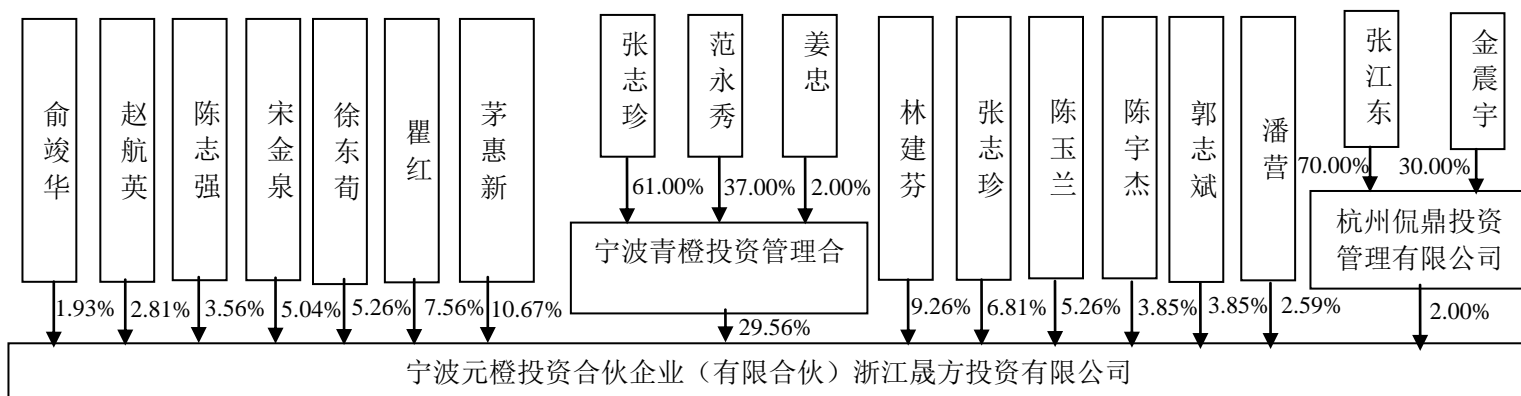 俞竣华
赵航英
陈志强
宋金泉
徐东荀
瞿红
茅惠新
张志珍
范永秀
姜忠
林建芬
张志珍
陈玉兰
陈宇杰
郭志斌
潘营
张江东
金震宇
61.00%
37.00%
2.00%
70.00%
30.00%
宁波青橙投资管理合
杭州侃鼎投资
管理有限公司
1.93%
2.81%
3.56%
5.04%
5.26%
7.56%
10.67%
29.56%
9.26%
6.81%
5.26%
3.85%
3.85%
2.59%
2.00%
宁波元橙投资合伙企业（有限合伙）浙江晟方投资有限公司